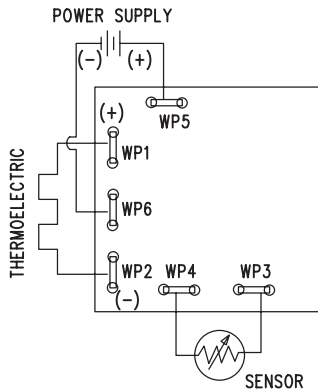 POWER SUPPLY
(-) (+)
WP5
(+)
WP1
THERMOELECTRIC
WP6
WP2
(-)
WP4 WP3
SENSOR